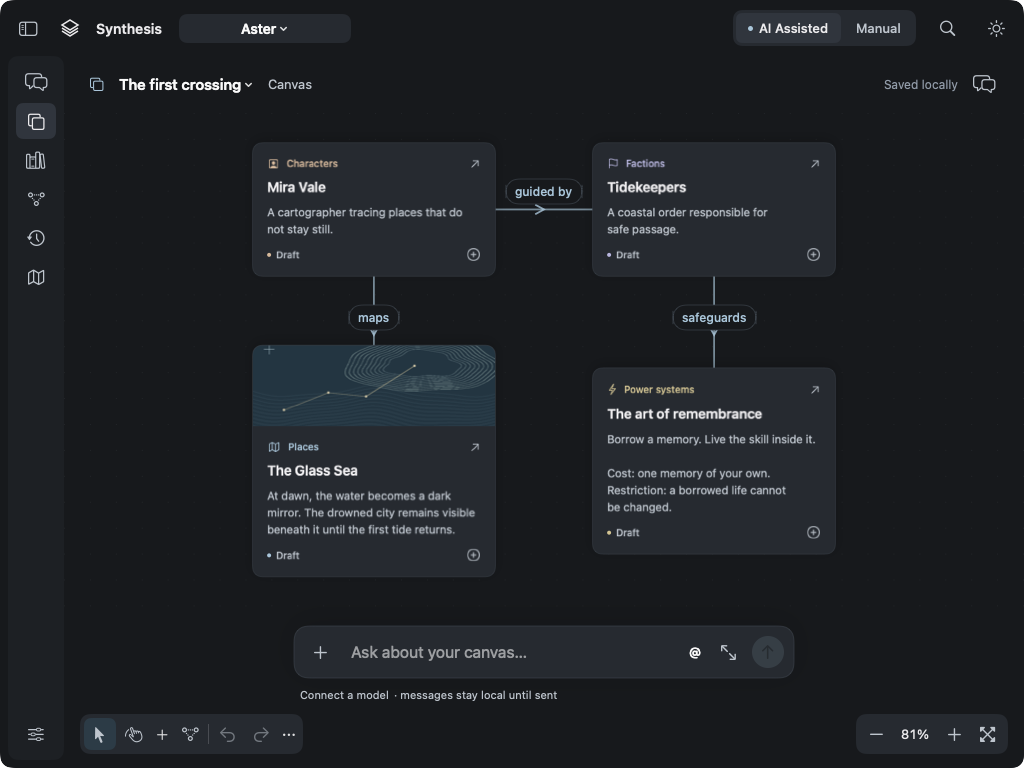 Synthesis
Aster
AI Assisted
Manual
The first crossing
Canvas
Saved locally
Characters
Mira Vale
A cartographer tracing places that do
not stay still.
Draft
guided by
Factions
Tidekeepers
A coastal order responsible for
safe passage.
Draft
maps
safeguards
Places
The Glass Sea
At dawn, the water becomes a dark
mirror. The drowned city remains visible
beneath it until the first tide returns.
Draft
Power systems
The art of remembrance
Borrow a memory. Live the skill inside it.
Cost: one memory of your own.
Restriction: a borrowed life cannot
be changed.
Draft
Ask about your canvas...
@
Connect a model · messages stay local until sent
81%